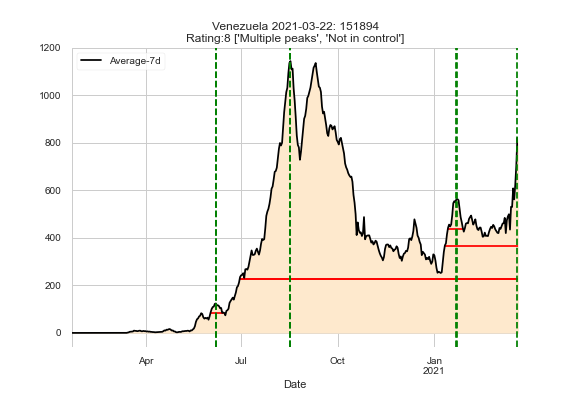 Venezuela 2021-03-22: 151894
Rating:8 ['Multiple peaks', 'Not in control']
1200
Average-7d
1000
800
600
400
200
0
Apr
Jul
Oct
Jan
2021
Date